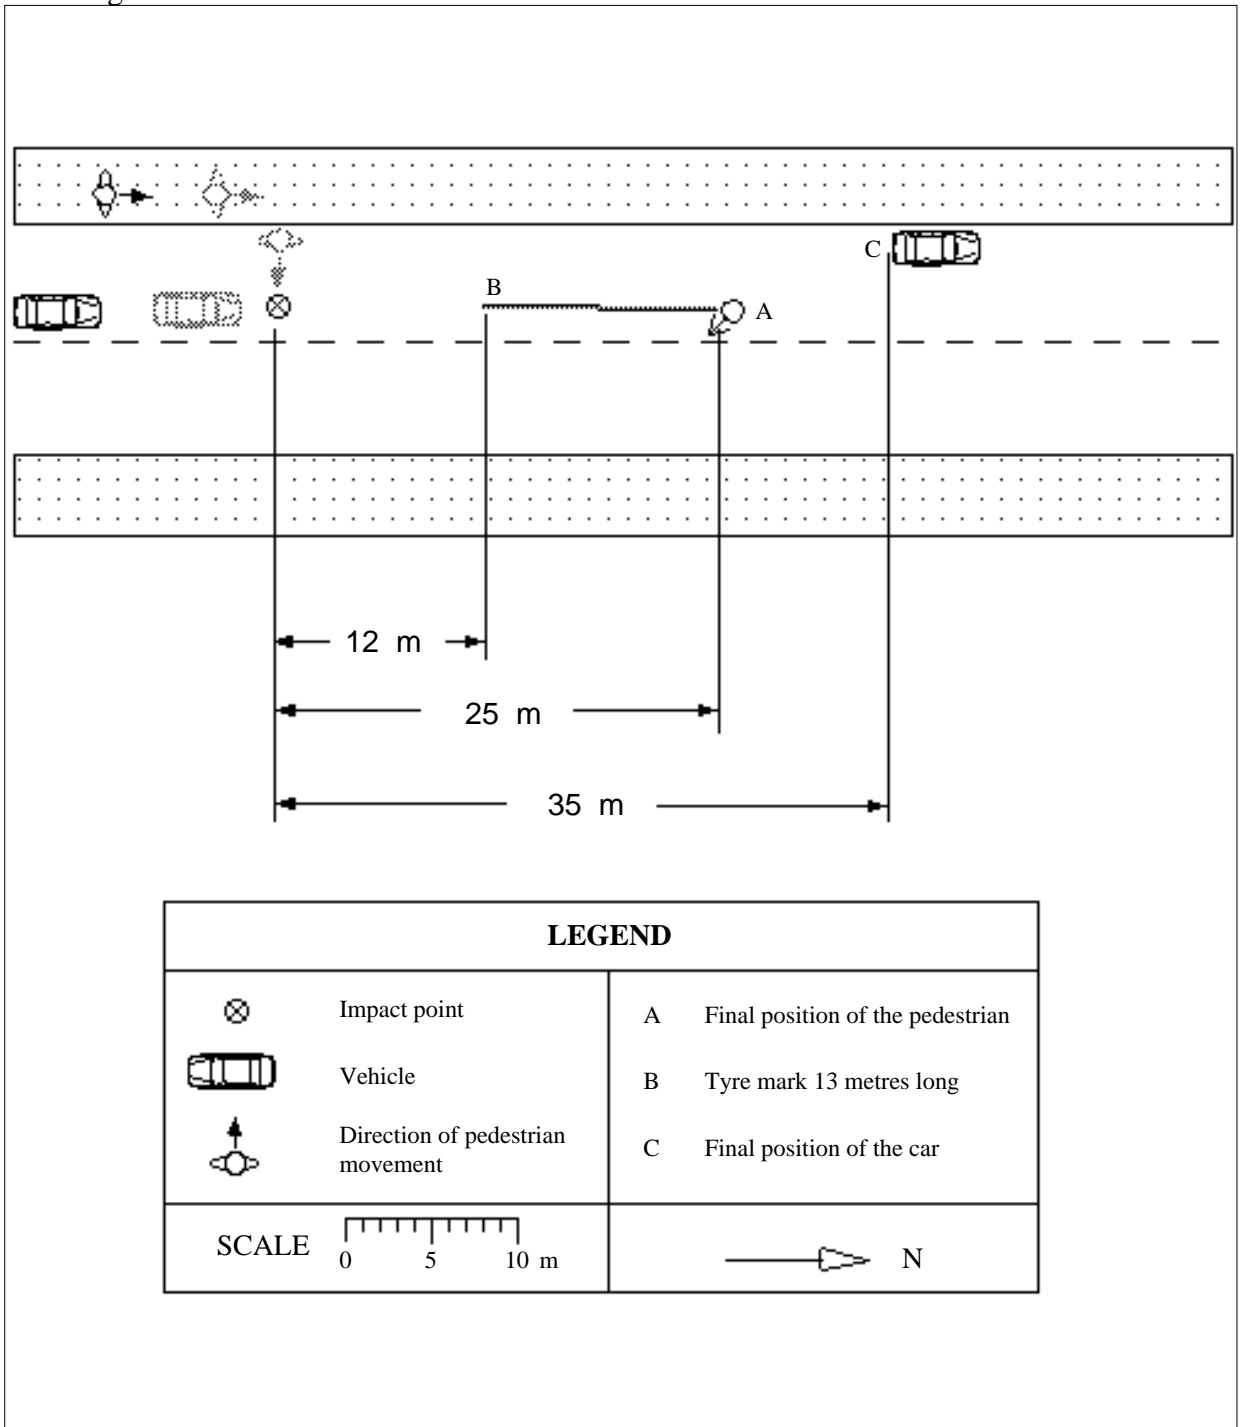 C
B
A
12 m
25 m
35 m
LEGEND
Impact point
Vehicle
Direction of pedestrian
movement
A Final position of the pedestrian
B Tyre mark 13 metres long
C Final position of the car
SCALE
0 5 10 m
N